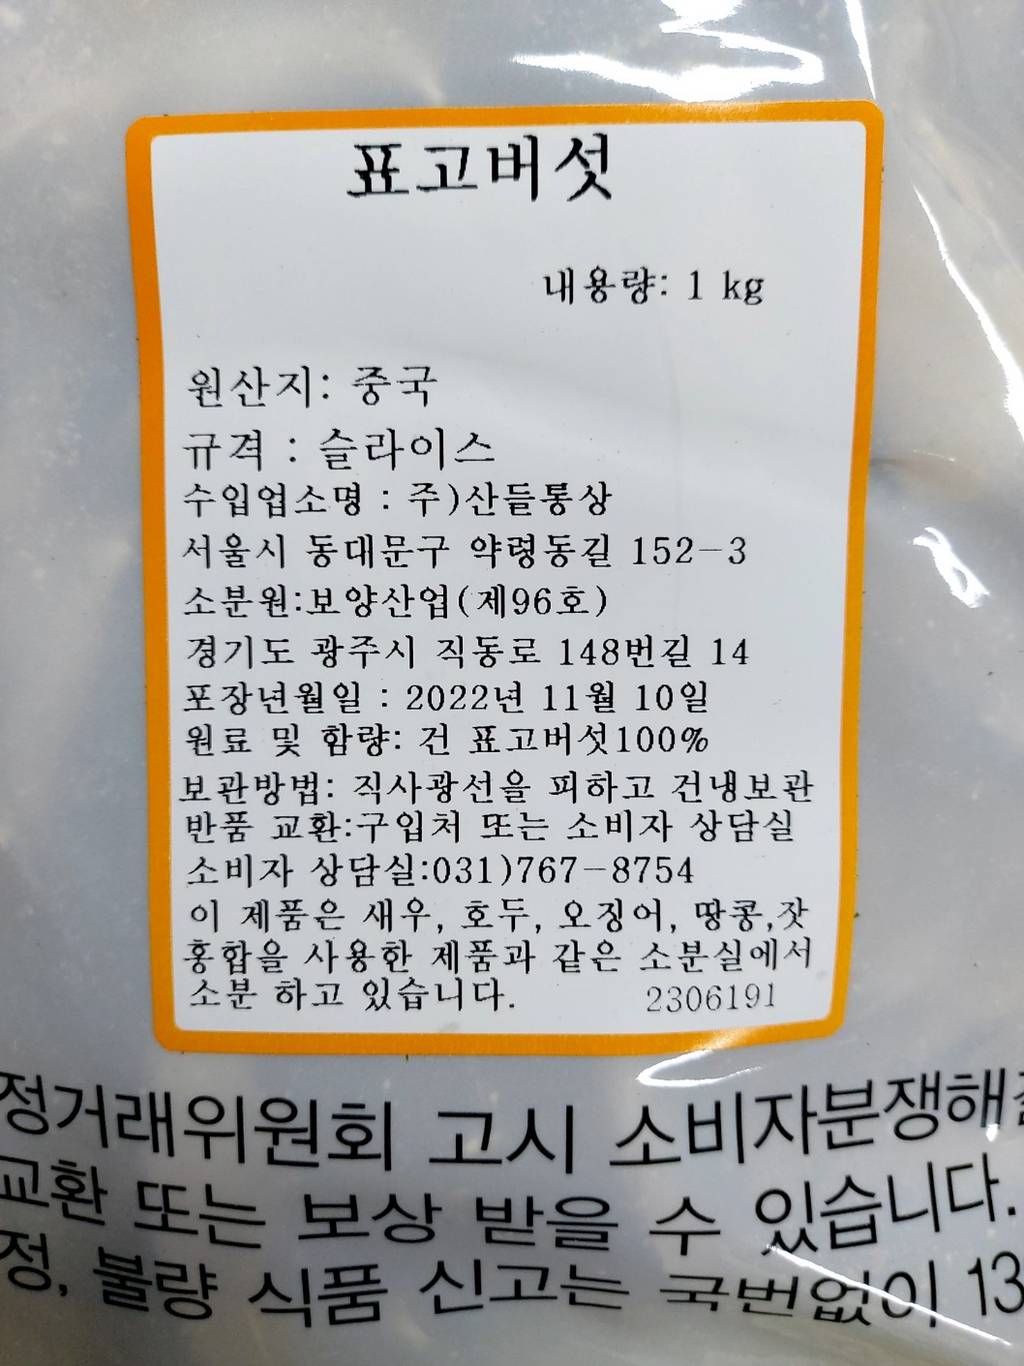 표고버섯
내용량: 1 kg
원산지: 중국
규격 : 슬라이스
수입업소명 : 주)산들통상
서울시 동대문구 약령동길 152-3
소분원:보양산업(제96호)
경기도 광주시 직동로 148번길 14
포장년월일 : 2022년 11월 10일
원료 및 함량: 건 표고버섯100%
보관방법: 직사광선을 피하고 건냉보관
반품 교환:구입처 또는 소비자 상담실
소비자 상담실:031)767-8754
이 제품은 새우, 호두, 오징어, 땅콩,잣
홍합을 사용한 제품과 같은 소분실에서
소분 하고 있습니다. 2306191
정거래위원회 고시 소비자분쟁해
교환 또는 보상 받을 수 있습니다.
정, 불량 식품 신고는 국번없이 13